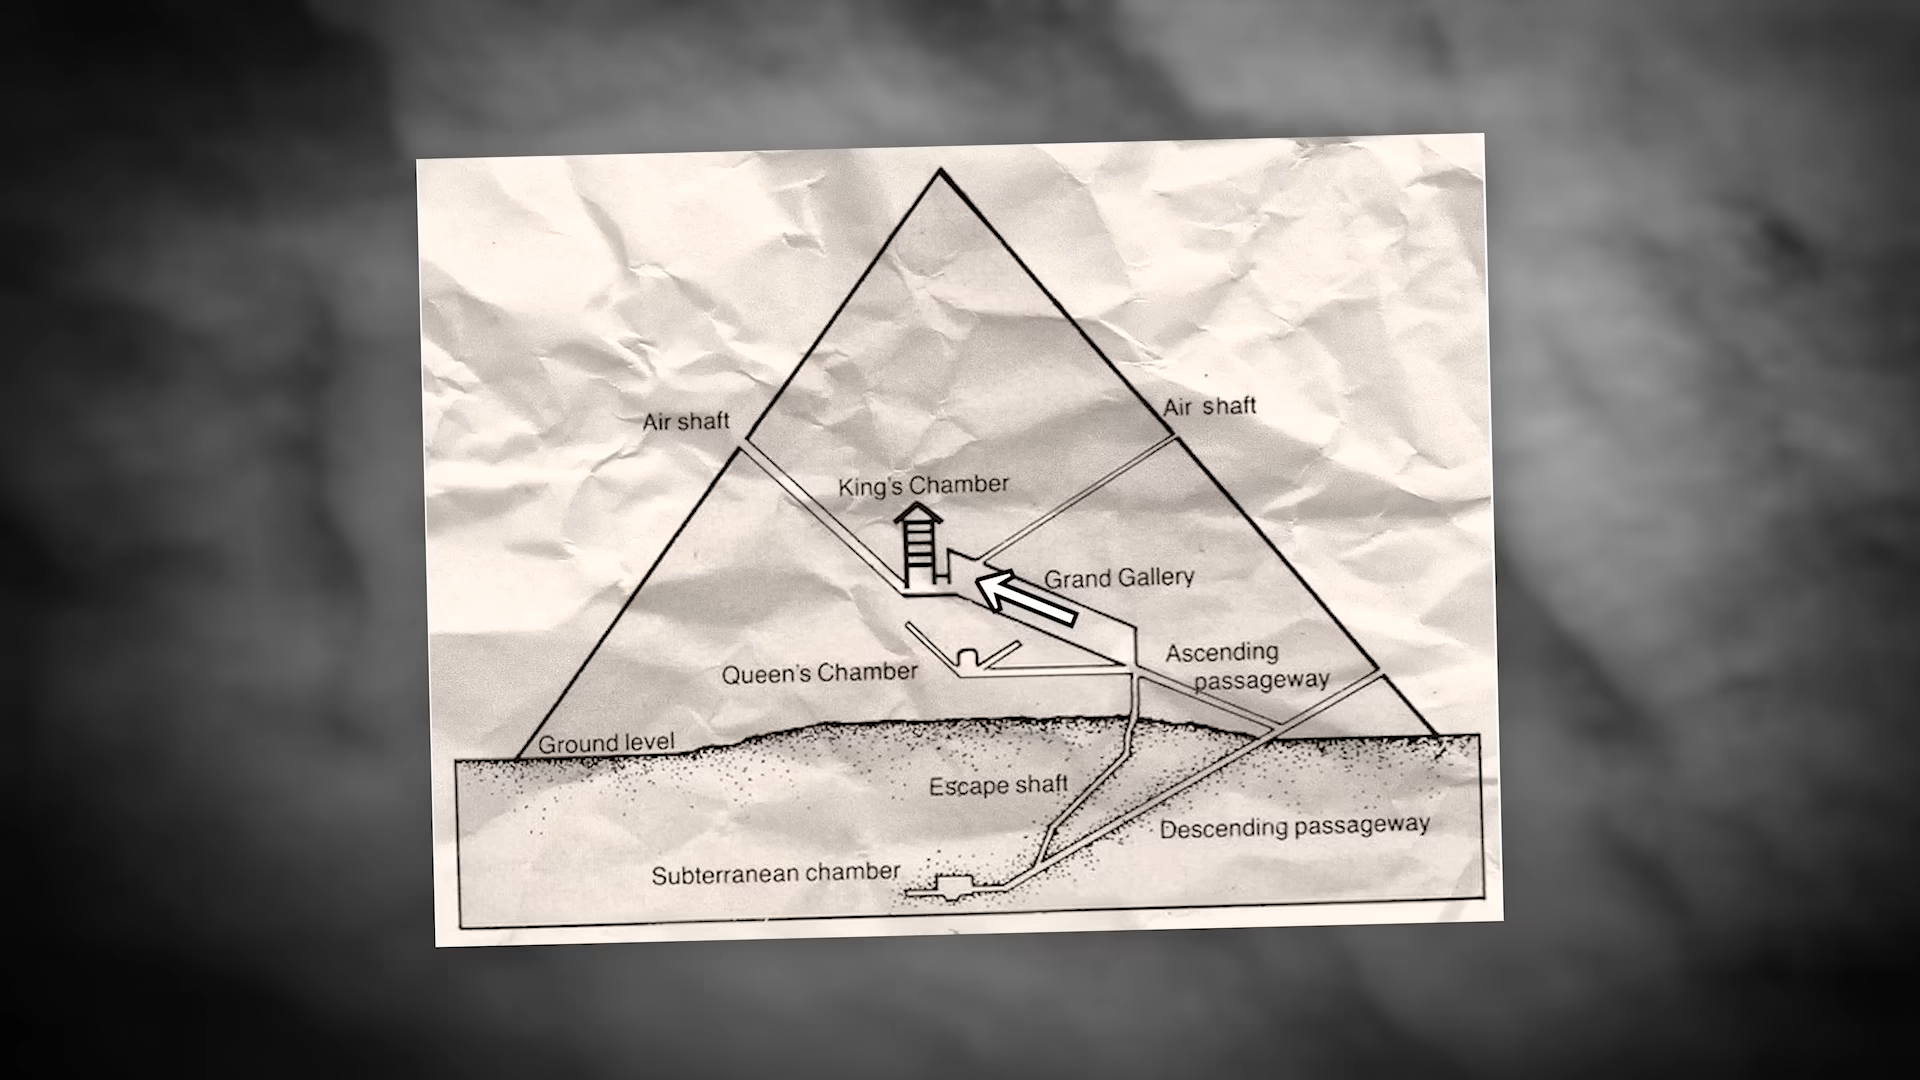 Air shaft
Air shaft
King's Chamber
Grand Gallery
Ascending
passageway
Queen's Chamber
Ground level
Escape shaft
Descending passageway
Subterranean chamber